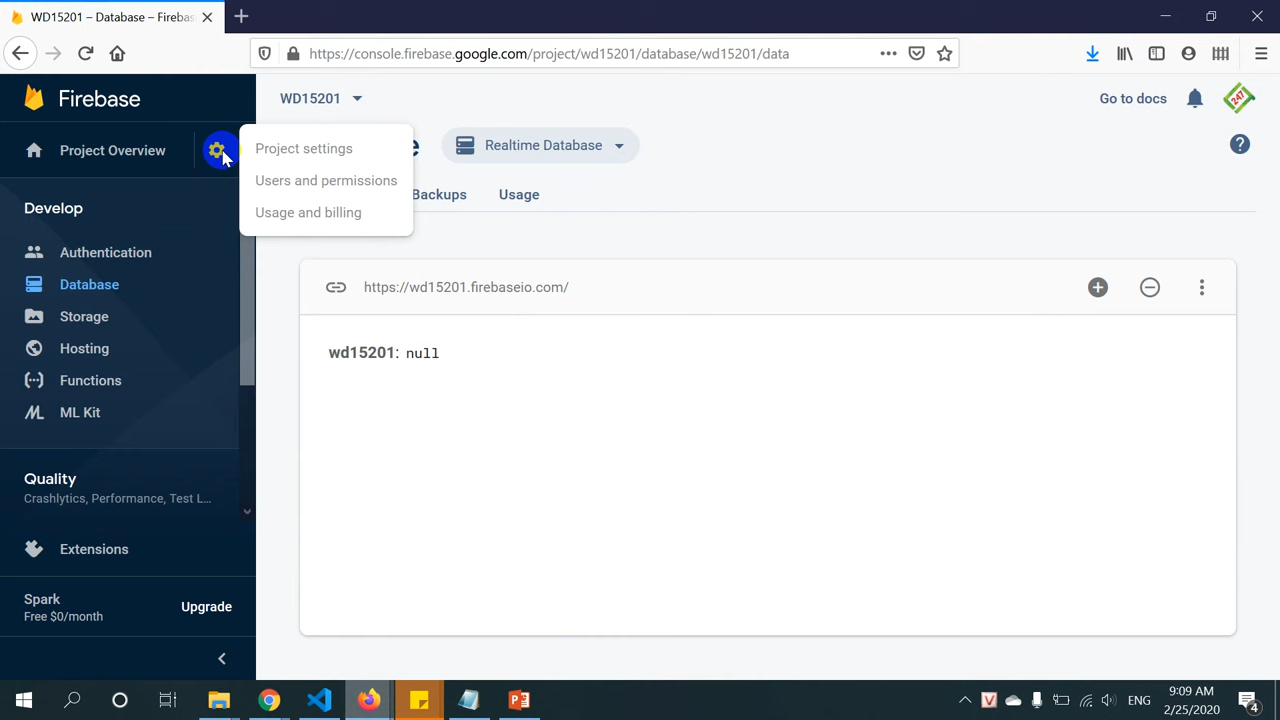 WD15201 – Database – Firebas
https://console.firebase.google.com/project/wd15201/database/wd15201/data
Firebase
WD15201
Go to docs
247
Project Overview
Project settings
Users and permissions
Usage and billing
Realtime Database
Backups
Usage
Develop
Authentication
Database
Storage
Hosting
Functions
ML Kit
https://wd15201.firebaseio.com/
wd15201: null
Quality
Crashlytics, Performance, Test L...
Extensions
Spark
Free $0/month
Upgrade
ENG
9:09 AM
2/25/2020
4